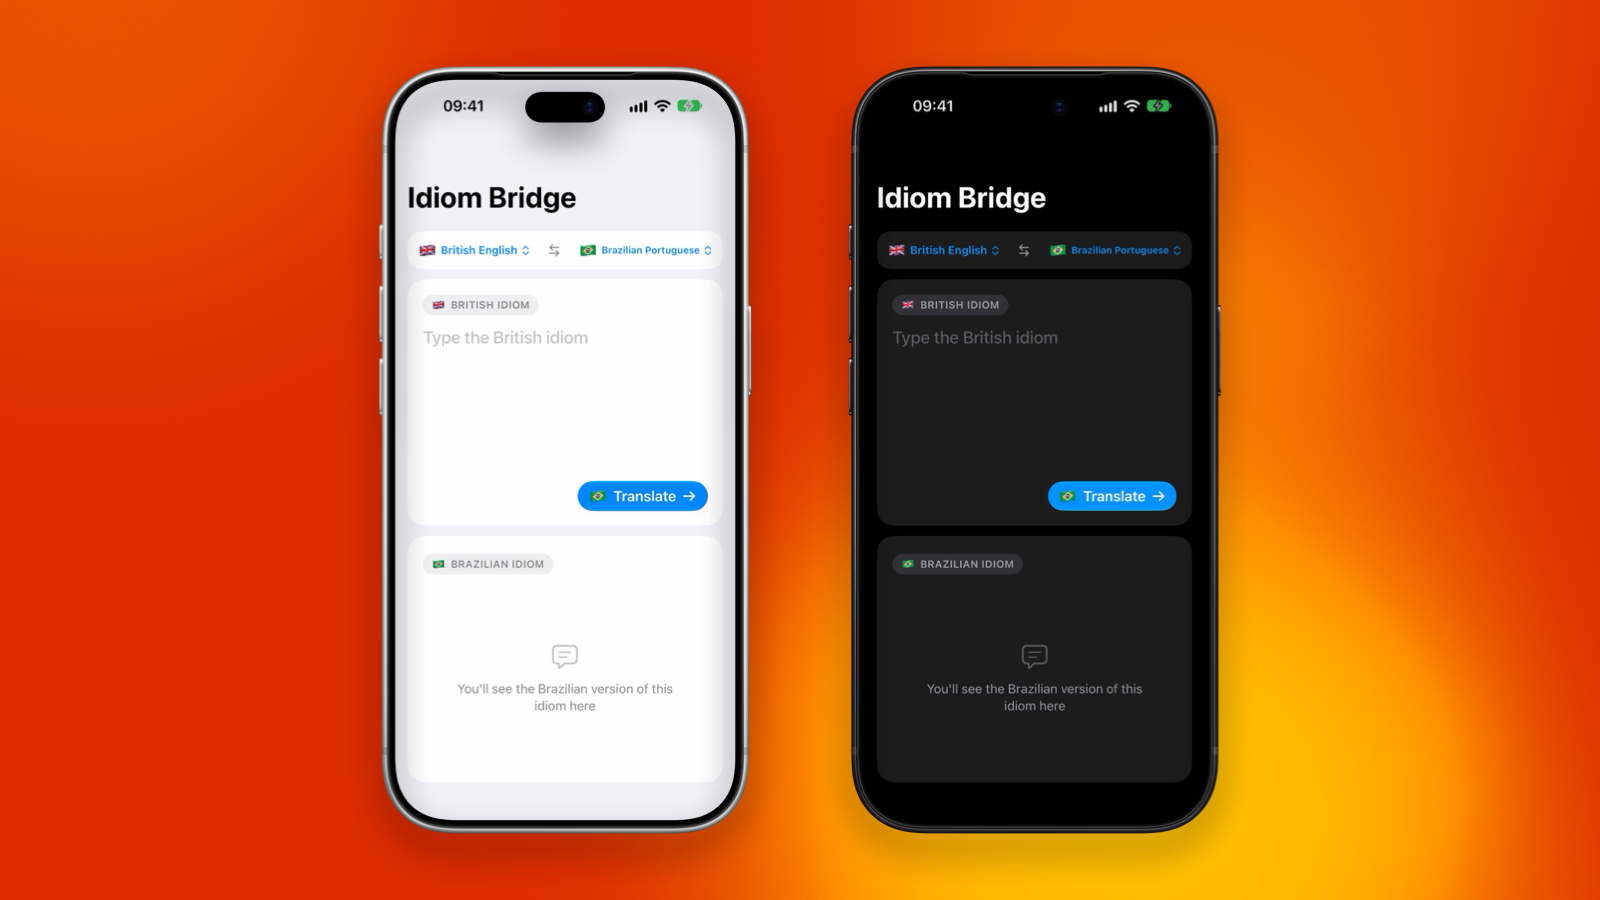 09:41
Idiom Bridge
British English
Brazilian Portuguese
BRITISH IDIOM
Type the British idiom
Translate
BRAZILIAN IDIOM
You'll see the Brazilian version of this
idiom here
09:41
Idiom Bridge
British English
Brazilian Portuguese
BRITISH IDIOM
Type the British idiom
Translate
BRAZILIAN IDIOM
You'll see the Brazilian version of this
idiom here